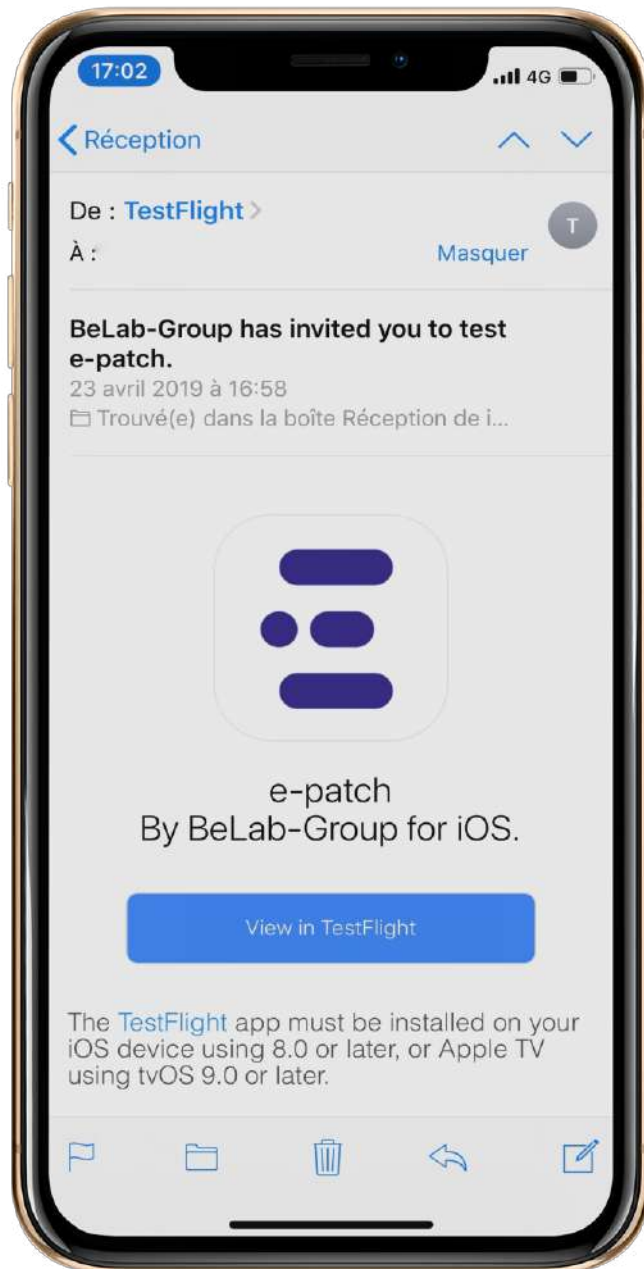 17:02
4G
Réception
De : TestFlight
À :
Masquer
T
BeLab-Group has invited you to test
e-patch.
23 avril 2019 à 16:58
Trouvé(e) dans la boîte Réception de i...
e-patch
By BeLab-Group for iOS.
View in TestFlight
The TestFlight app must be installed on your
iOS device using 8.0 or later, or Apple TV
using tvOS 9.0 or later.